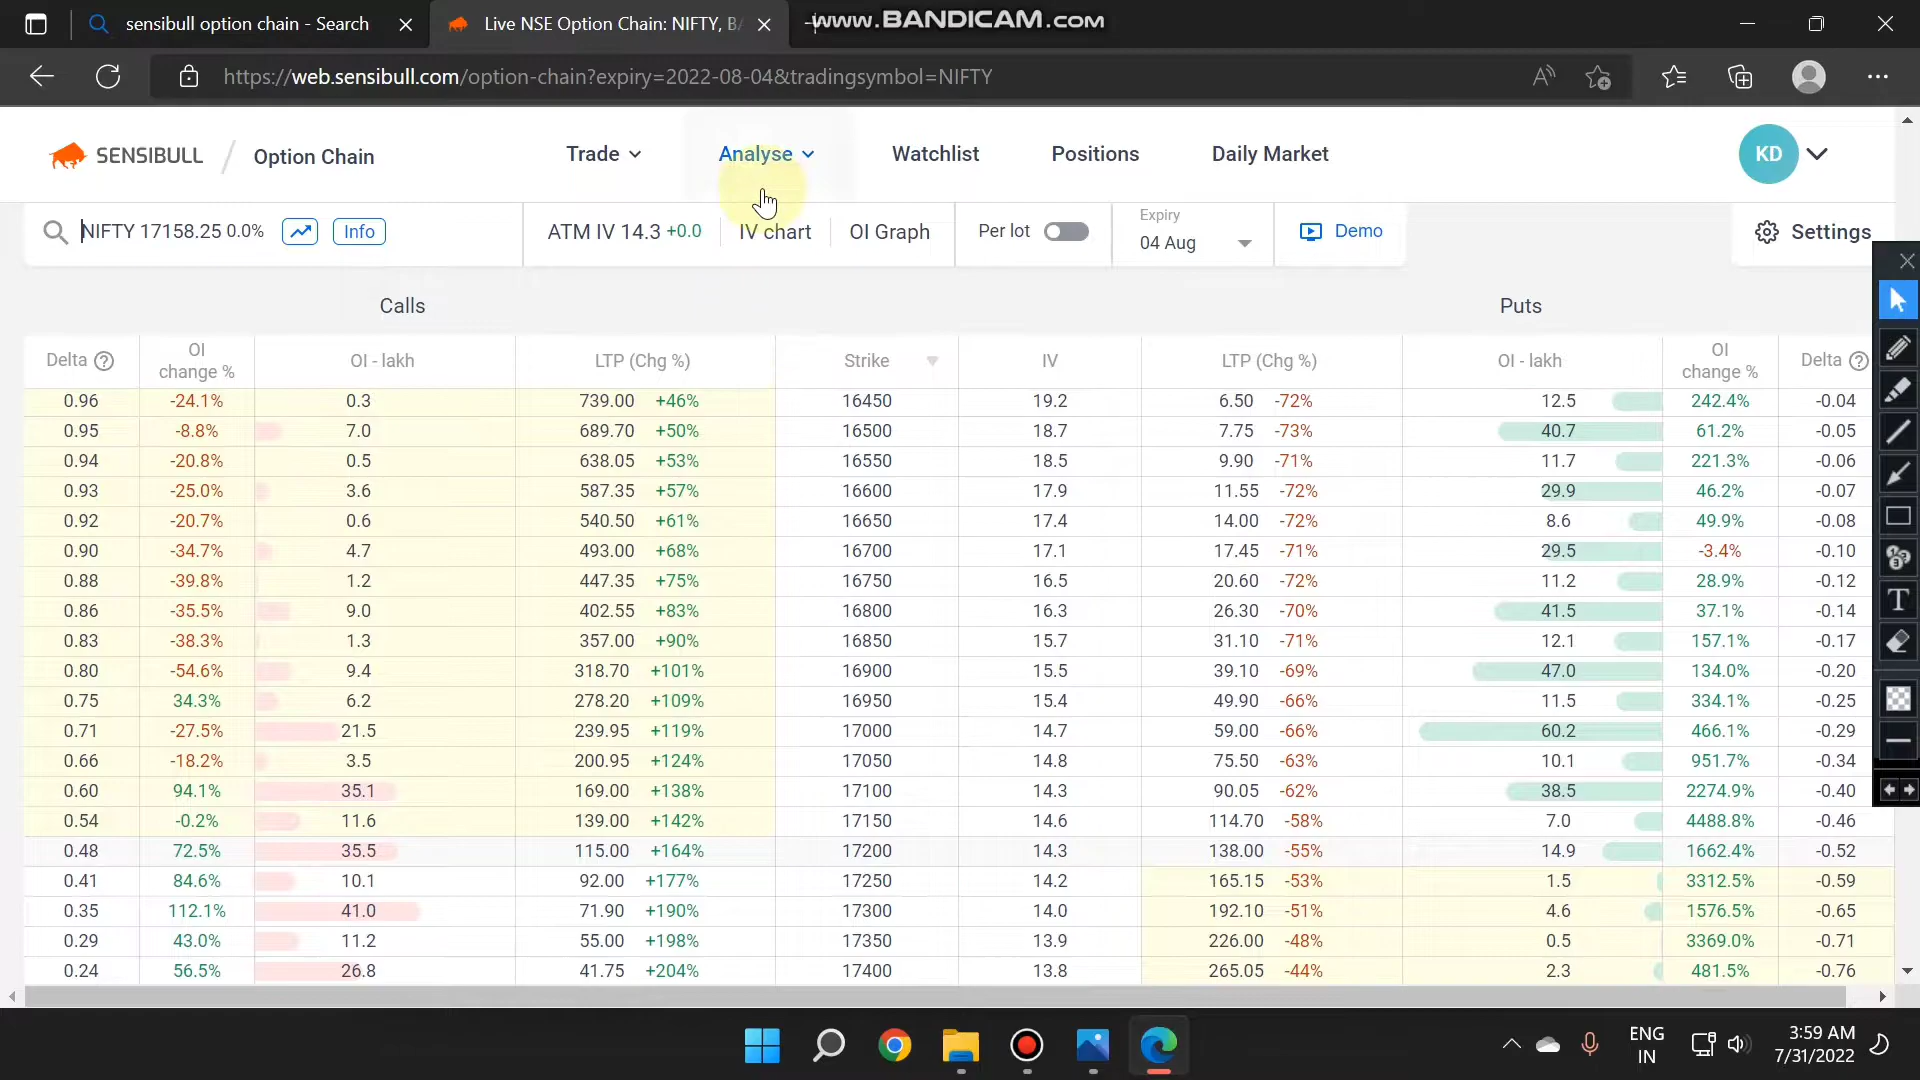 sensibull option chain - Search
Live NSE Option Chain: NIFTY, BA
www.BANDICAM.com
https://web.sensibull.com/option-chain?expiry=2022-08-04&tradingsymbol=NIFTY
SENSIBULL / Option Chain
Trade
Analyse
Watchlist
Positions
Daily Market
KD
NIFTY 17158.25 0.0%
Info
ATM IV 14.3 +0.0
IV chart
OI Graph
Per lot
Expiry
04 Aug
Demo
Settings
Calls
Puts
Delta OI change % OI - lakh LTP (Chg %) Strike IV LTP (Chg %) OI - lakh OI change % Delta
0.96 -24.1% 0.3 739.00 +46% 16450 19.2 6.50 -72% 12.5 242.4% -0.04
0.95 -8.8% 7.0 689.70 +50% 16500 18.7 7.75 -73% 40.7 61.2% -0.05
0.94 -20.8% 0.5 638.05 +53% 16550 18.5 9.90 -71% 11.7 221.3% -0.06
0.93 -25.0% 3.6 587.35 +57% 16600 17.9 11.55 -72% 29.9 46.2% -0.07
0.92 -20.7% 0.6 540.50 +61% 16650 17.4 14.00 -72% 8.6 49.9% -0.08
0.90 -34.7% 4.7 493.00 +68% 16700 17.1 17.45 -71% 29.5 -3.4% -0.10
0.88 -39.8% 1.2 447.35 +75% 16750 16.5 20.60 -72% 11.2 28.9% -0.12
0.86 -35.5% 9.0 402.55 +83% 16800 16.3 26.30 -70% 41.5 37.1% -0.14
0.83 -38.3% 1.3 357.00 +90% 16850 15.7 31.10 -71% 12.1 157.1% -0.17
0.80 -54.6% 9.4 318.70 +101% 16900 15.5 39.10 -69% 47.0 134.0% -0.20
0.75 34.3% 6.2 278.20 +109% 16950 15.4 49.90 -66% 11.5 334.1% -0.25
0.71 -27.5% 21.5 239.95 +119% 17000 14.7 59.00 -66% 60.2 466.1% -0.29
0.66 -18.2% 3.5 200.95 +124% 17050 14.8 75.50 -63% 10.1 951.7% -0.34
0.60 94.1% 35.1 169.00 +138% 17100 14.3 90.05 -62% 38.5 2274.9% -0.40
0.54 -0.2% 11.6 139.00 +142% 17150 14.6 114.70 -58% 7.0 4488.8% -0.46
0.48 72.5% 35.5 115.00 +164% 17200 14.3 138.00 -55% 14.9 1662.4% -0.52
0.41 84.6% 10.1 92.00 +177% 17250 14.2 165.15 -53% 1.5 3312.5% -0.59
0.35 112.1% 41.0 71.90 +190% 17300 14.0 192.10 -51% 4.6 1576.5% -0.65
0.29 43.0% 11.2 55.00 +198% 17350 13.9 226.00 -48% 0.5 3369.0% -0.71
0.24 56.5% 26.8 41.75 +204% 17400 13.8 265.05 -44% 2.3 481.5% -0.76
ENG
IN
3:59 AM
7/31/2022